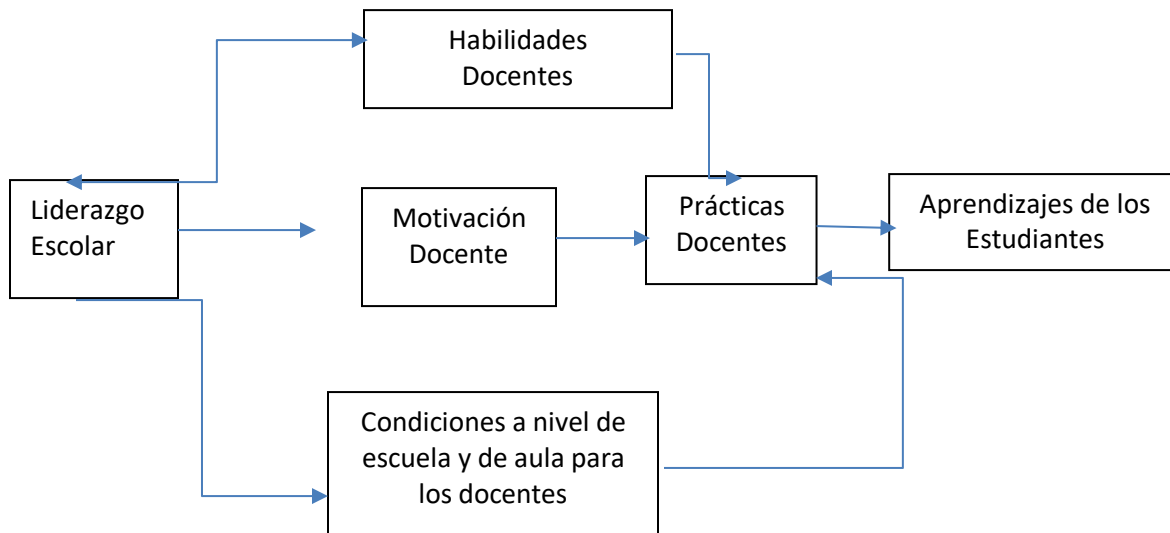 Habilidades
Docentes
Liderazgo
Escolar
Motivación
Docente
Prácticas
Docentes
Aprendizajes de los
Estudiantes
Condiciones a nivel de
escuela y de aula para
los docentes